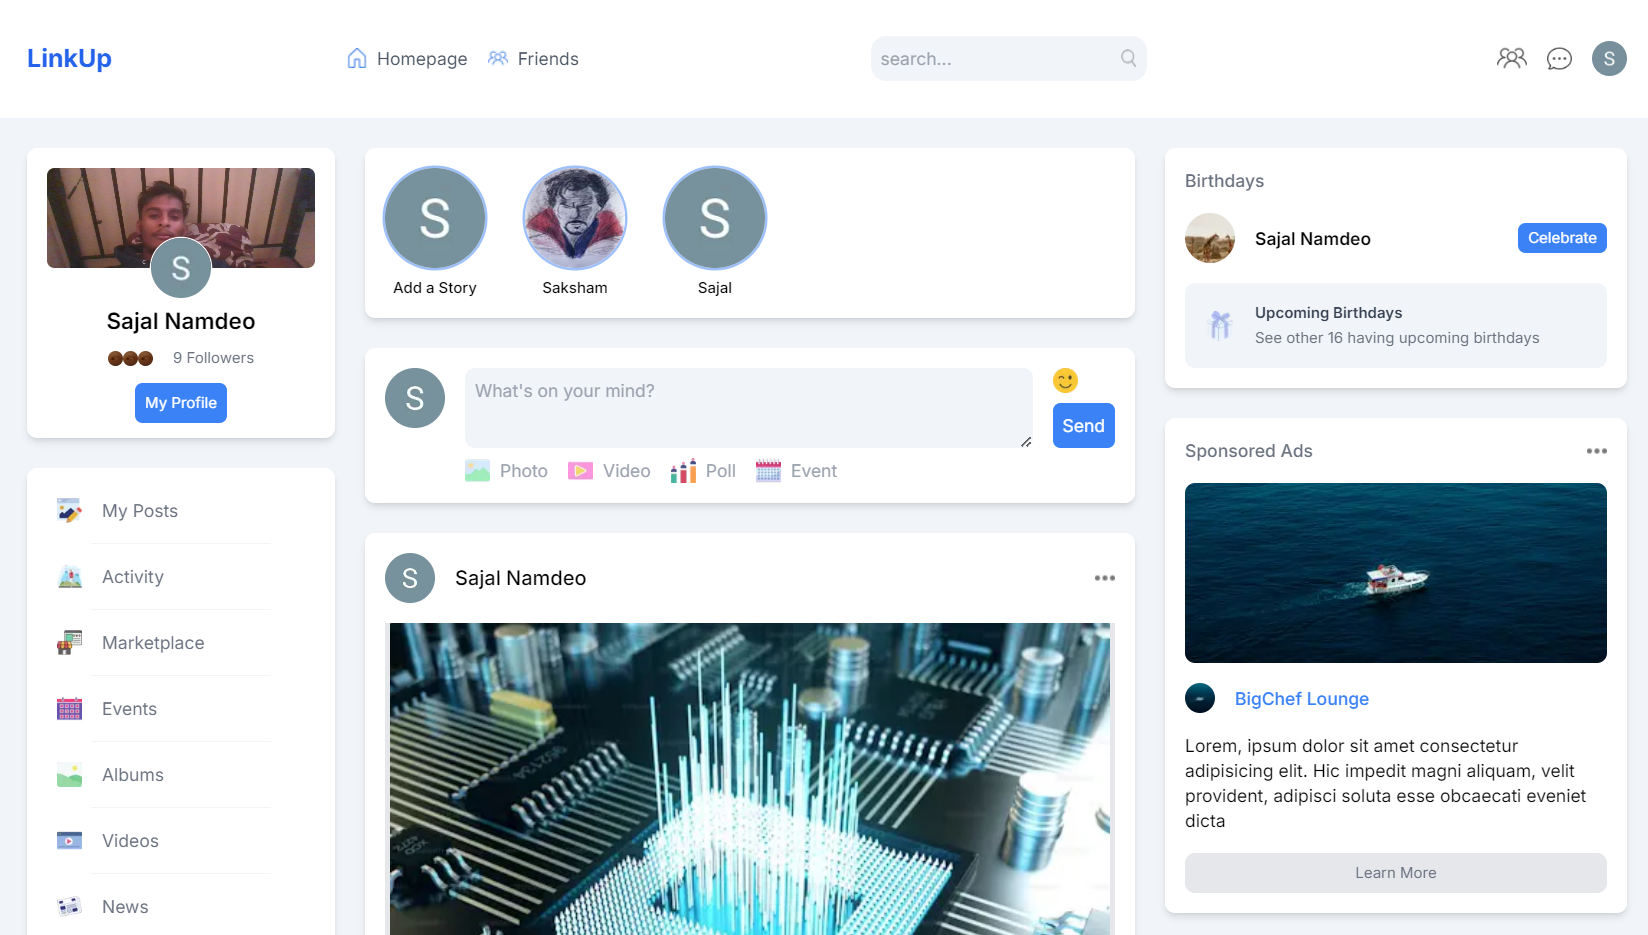 LinkUp
Homepage
Friends
search...
S
S
Sajal Namdeo
9 Followers
My Profile
My Posts
Activity
Marketplace
Events
Albums
Videos
News
S
S
Add a Story
Saksham
Sajal
S
What's on your mind?
Send
Photo
Video
Poll
Event
S
Sajal Namdeo
Birthdays
Sajal Namdeo
Celebrate
Upcoming Birthdays
See other 16 having upcoming birthdays
Sponsored Ads
BigChef Lounge
Lorem, ipsum dolor sit amet consectetur
adipisicing elit. Hic impedit magni aliquam, velit
provident, adipisci soluta esse obcaecati eveniet
dicta
Learn More